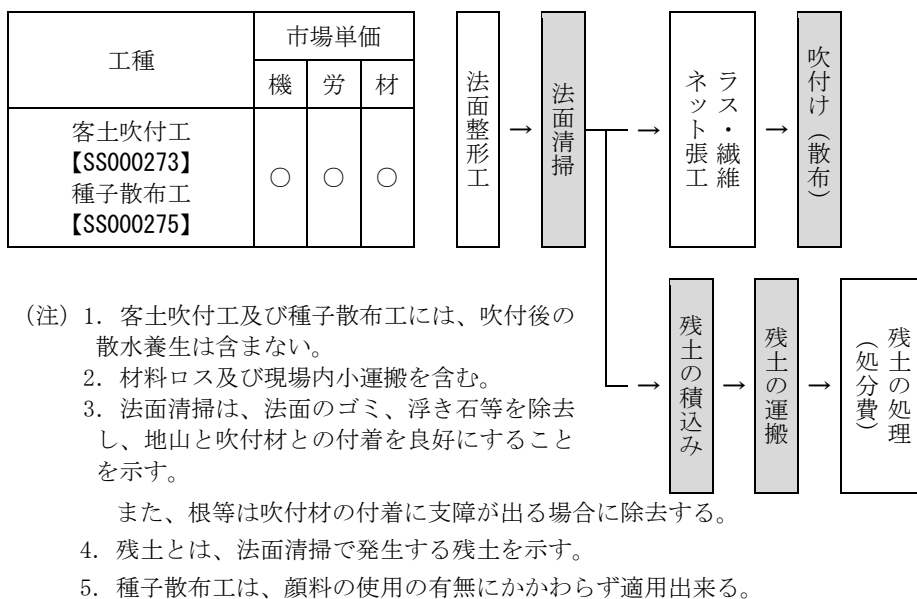 工種
市場単価
機 労 材
客土吹付工
【SS000273】
種子散布工
【SS000275】
○ ○ ○
法面整形工
→
法面清掃
→
ラス・繊維
ネット張工
→
吹付け（散布）
→
残土の積込み
→
残土の運搬
→
残土の処理
（処分費）
（注）1. 客土吹付工及び種子散布工には、吹付後の
散水養生は含まない。
2. 材料ロス及び現場内小運搬を含む。
3. 法面清掃は、法面のゴミ、浮き石等を除去
し、地山と吹付材との付着を良好にすること
を示す。
また、根等は吹付材の付着に支障が出る場合に除去する。
4. 残土とは、法面清掃で発生する残土を示す。
5. 種子散布工は、顔料の使用の有無にかかわらず適用出来る。